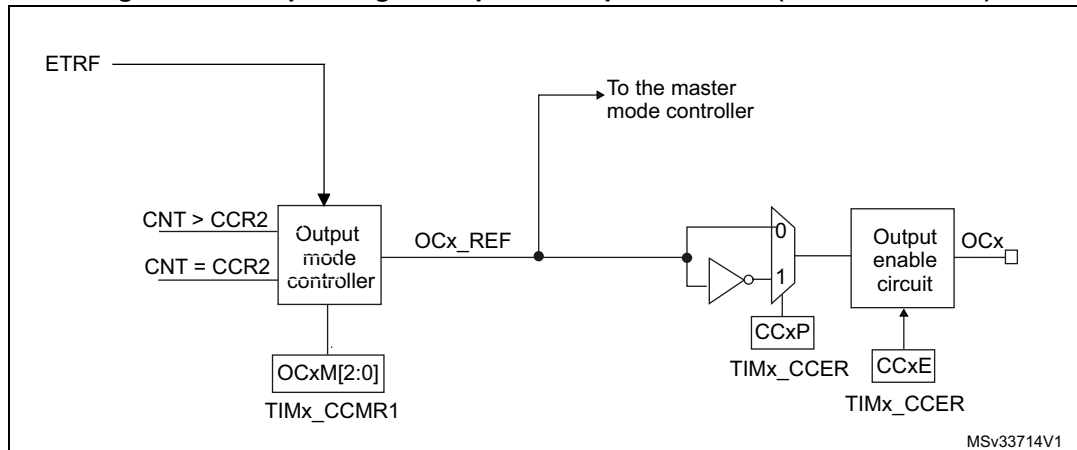 ETRF
To the master
mode controller
CNT > CCR2
CNT = CCR2
Output
mode
controller
OCx_REF
0
1
Output
enable
circuit
OCx
CCxP
TIMx_CCER
CCxE
TIMx_CCER
OCxM[2:0]
TIMx_CCMR1
MSv33714V1